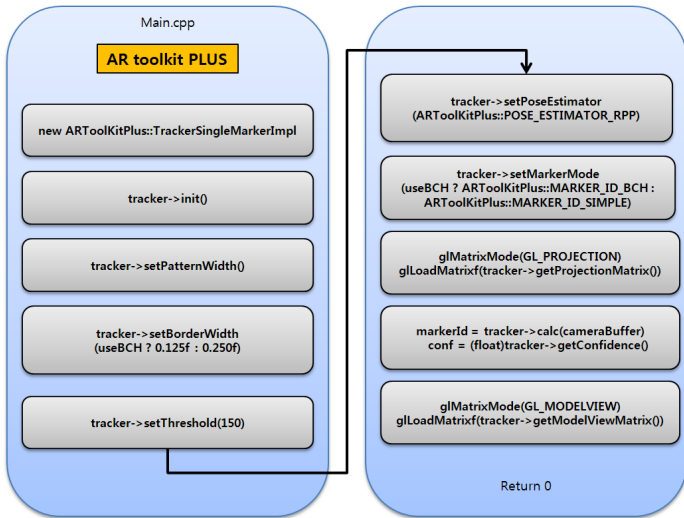 Main.cpp
AR toolkit PLUS
new ARToolKitPlus::TrackerSingleMarkerImpl
tracker->init()
tracker->setPatternWidth()
tracker->setBorderWidth
(useBCH ? 0.125f : 0.250f)
tracker->setThreshold(150)
tracker->setPoseEstimator
(ARToolKitPlus::POSE_ESTIMATOR_RPP)
tracker->setMarkerMode
(useBCH ? ARToolKitPlus::MARKER_ID_BCH :
ARToolKitPlus::MARKER_ID_SIMPLE)
glMatrixMode(GL_PROJECTION)
glLoadMatrixf(tracker->getProjectionMatrix())
markerId = tracker->calc(cameraBuffer)
conf = (float)tracker->getConfidence()
glMatrixMode(GL_MODELVIEW)
glLoadMatrixf(tracker->getModelViewMatrix())
Return 0